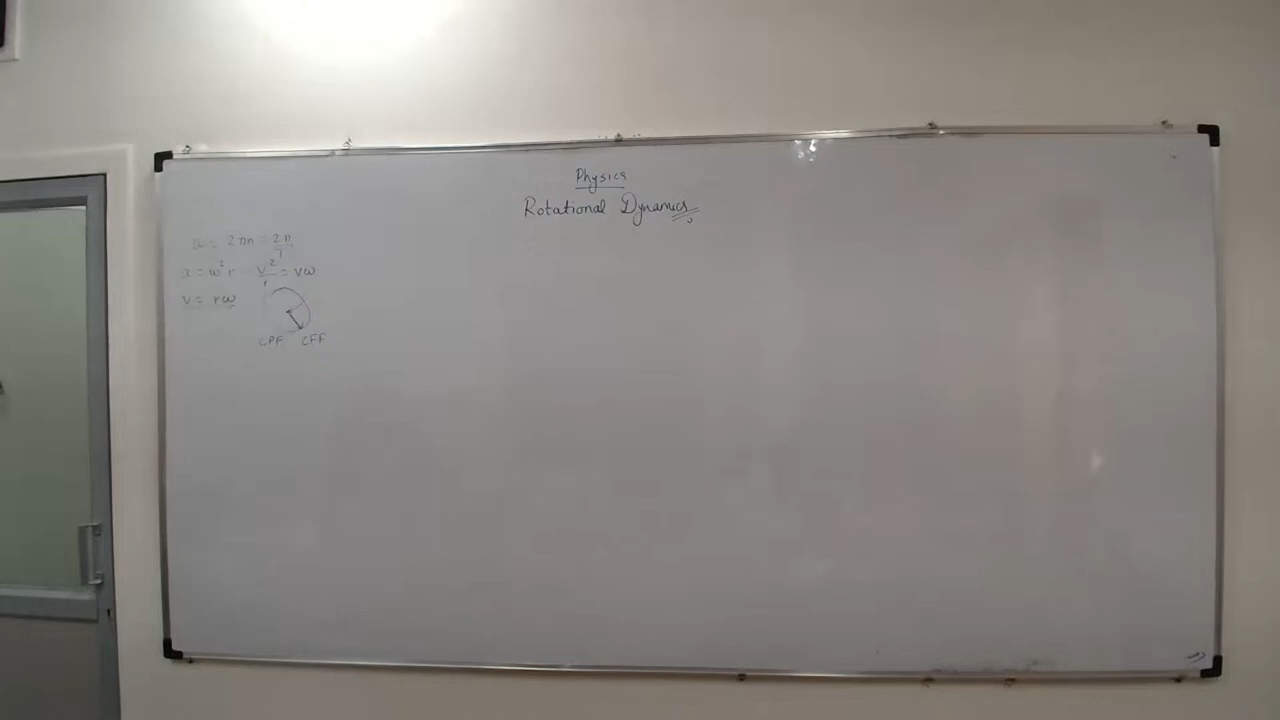 Physics
Rotational Dynamics
ω = 2πn = 2π/T
a = ω²r = v²/r = vω
v = rω
CPF CFF